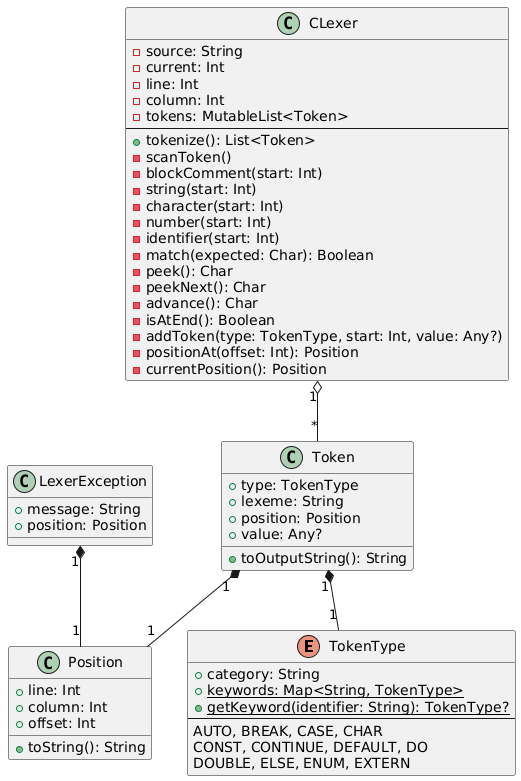 C CLexer
source: String
current: Int
line: Int
column: Int
tokens: MutableList<Token>
tokenize(): List<Token>
scanToken()
blockComment(start: Int)
string(start: Int)
character(start: Int)
number(start: Int)
identifier(start: Int)
match(expected: Char): Boolean
peek(): Char
peekNext(): Char
advance(): Char
isAtEnd(): Boolean
addToken(type: TokenType, start: Int, value: Any?)
positionAt(offset: Int): Position
currentPosition(): Position
1
*
C LexerException
message: String
position: Position
C Token
type: TokenType
lexeme: String
position: Position
value: Any?
toOutputString(): String
1
1
1
1
1
1
C Position
line: Int
column: Int
offset: Int
toString(): String
E TokenType
category: String
keywords: Map<String, TokenType>
getKeyword(identifier: String): TokenType?
AUTO, BREAK, CASE, CHAR
CONST, CONTINUE, DEFAULT, DO
DOUBLE, ELSE, ENUM, EXTERN